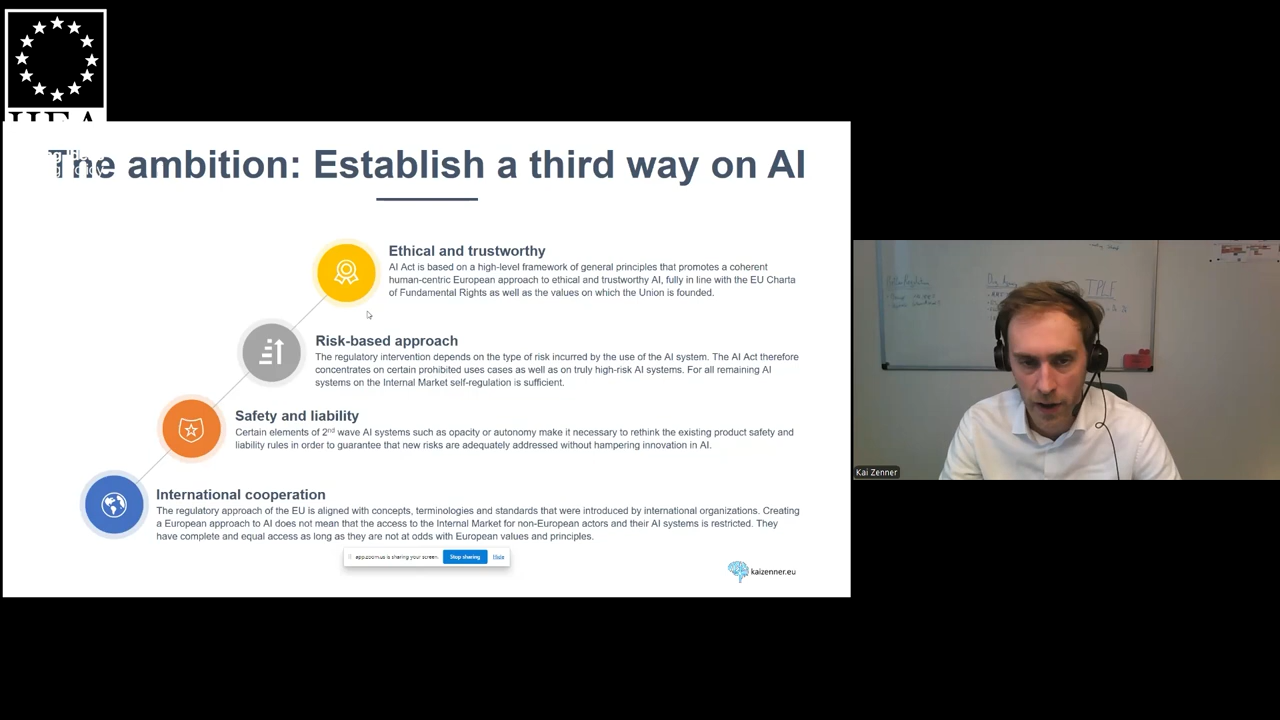 e ambition: Establish a third way on AI
Ethical and trustworthy
AI Act is based on a high-level framework of general principles that promotes a coherent
human-centric European approach to ethical and trustworthy AI, fully in line with the EU Charta
of Fundamental Rights as well as the values on which the Union is founded.
Risk-based approach
The regulatory intervention depends on the type of risk incurred by the use of the AI system. The AI Act therefore
concentrates on certain prohibited uses cases as well as on truly high-risk AI systems. For all remaining AI
systems on the Internal Market self-regulation is sufficient.
Safety and liability
Certain elements of 2nd wave AI systems such as opacity or autonomy make it necessary to rethink the existing product safety and
liability rules in order to guarantee that new risks are adequately addressed without hampering innovation in AI.
International cooperation
The regulatory approach of the EU is aligned with concepts, terminologies and standards that were introduced by international organizations. Creating
a European approach to AI does not mean that the access to the Internal Market for non-European actors and their AI systems is restricted. They
have complete and equal access as long as they are not at odds with European values and principles.
app.zoom.us is sharing your screen. Stop sharing Hide
kaizenner.eu
Kai Zenner
TPLF